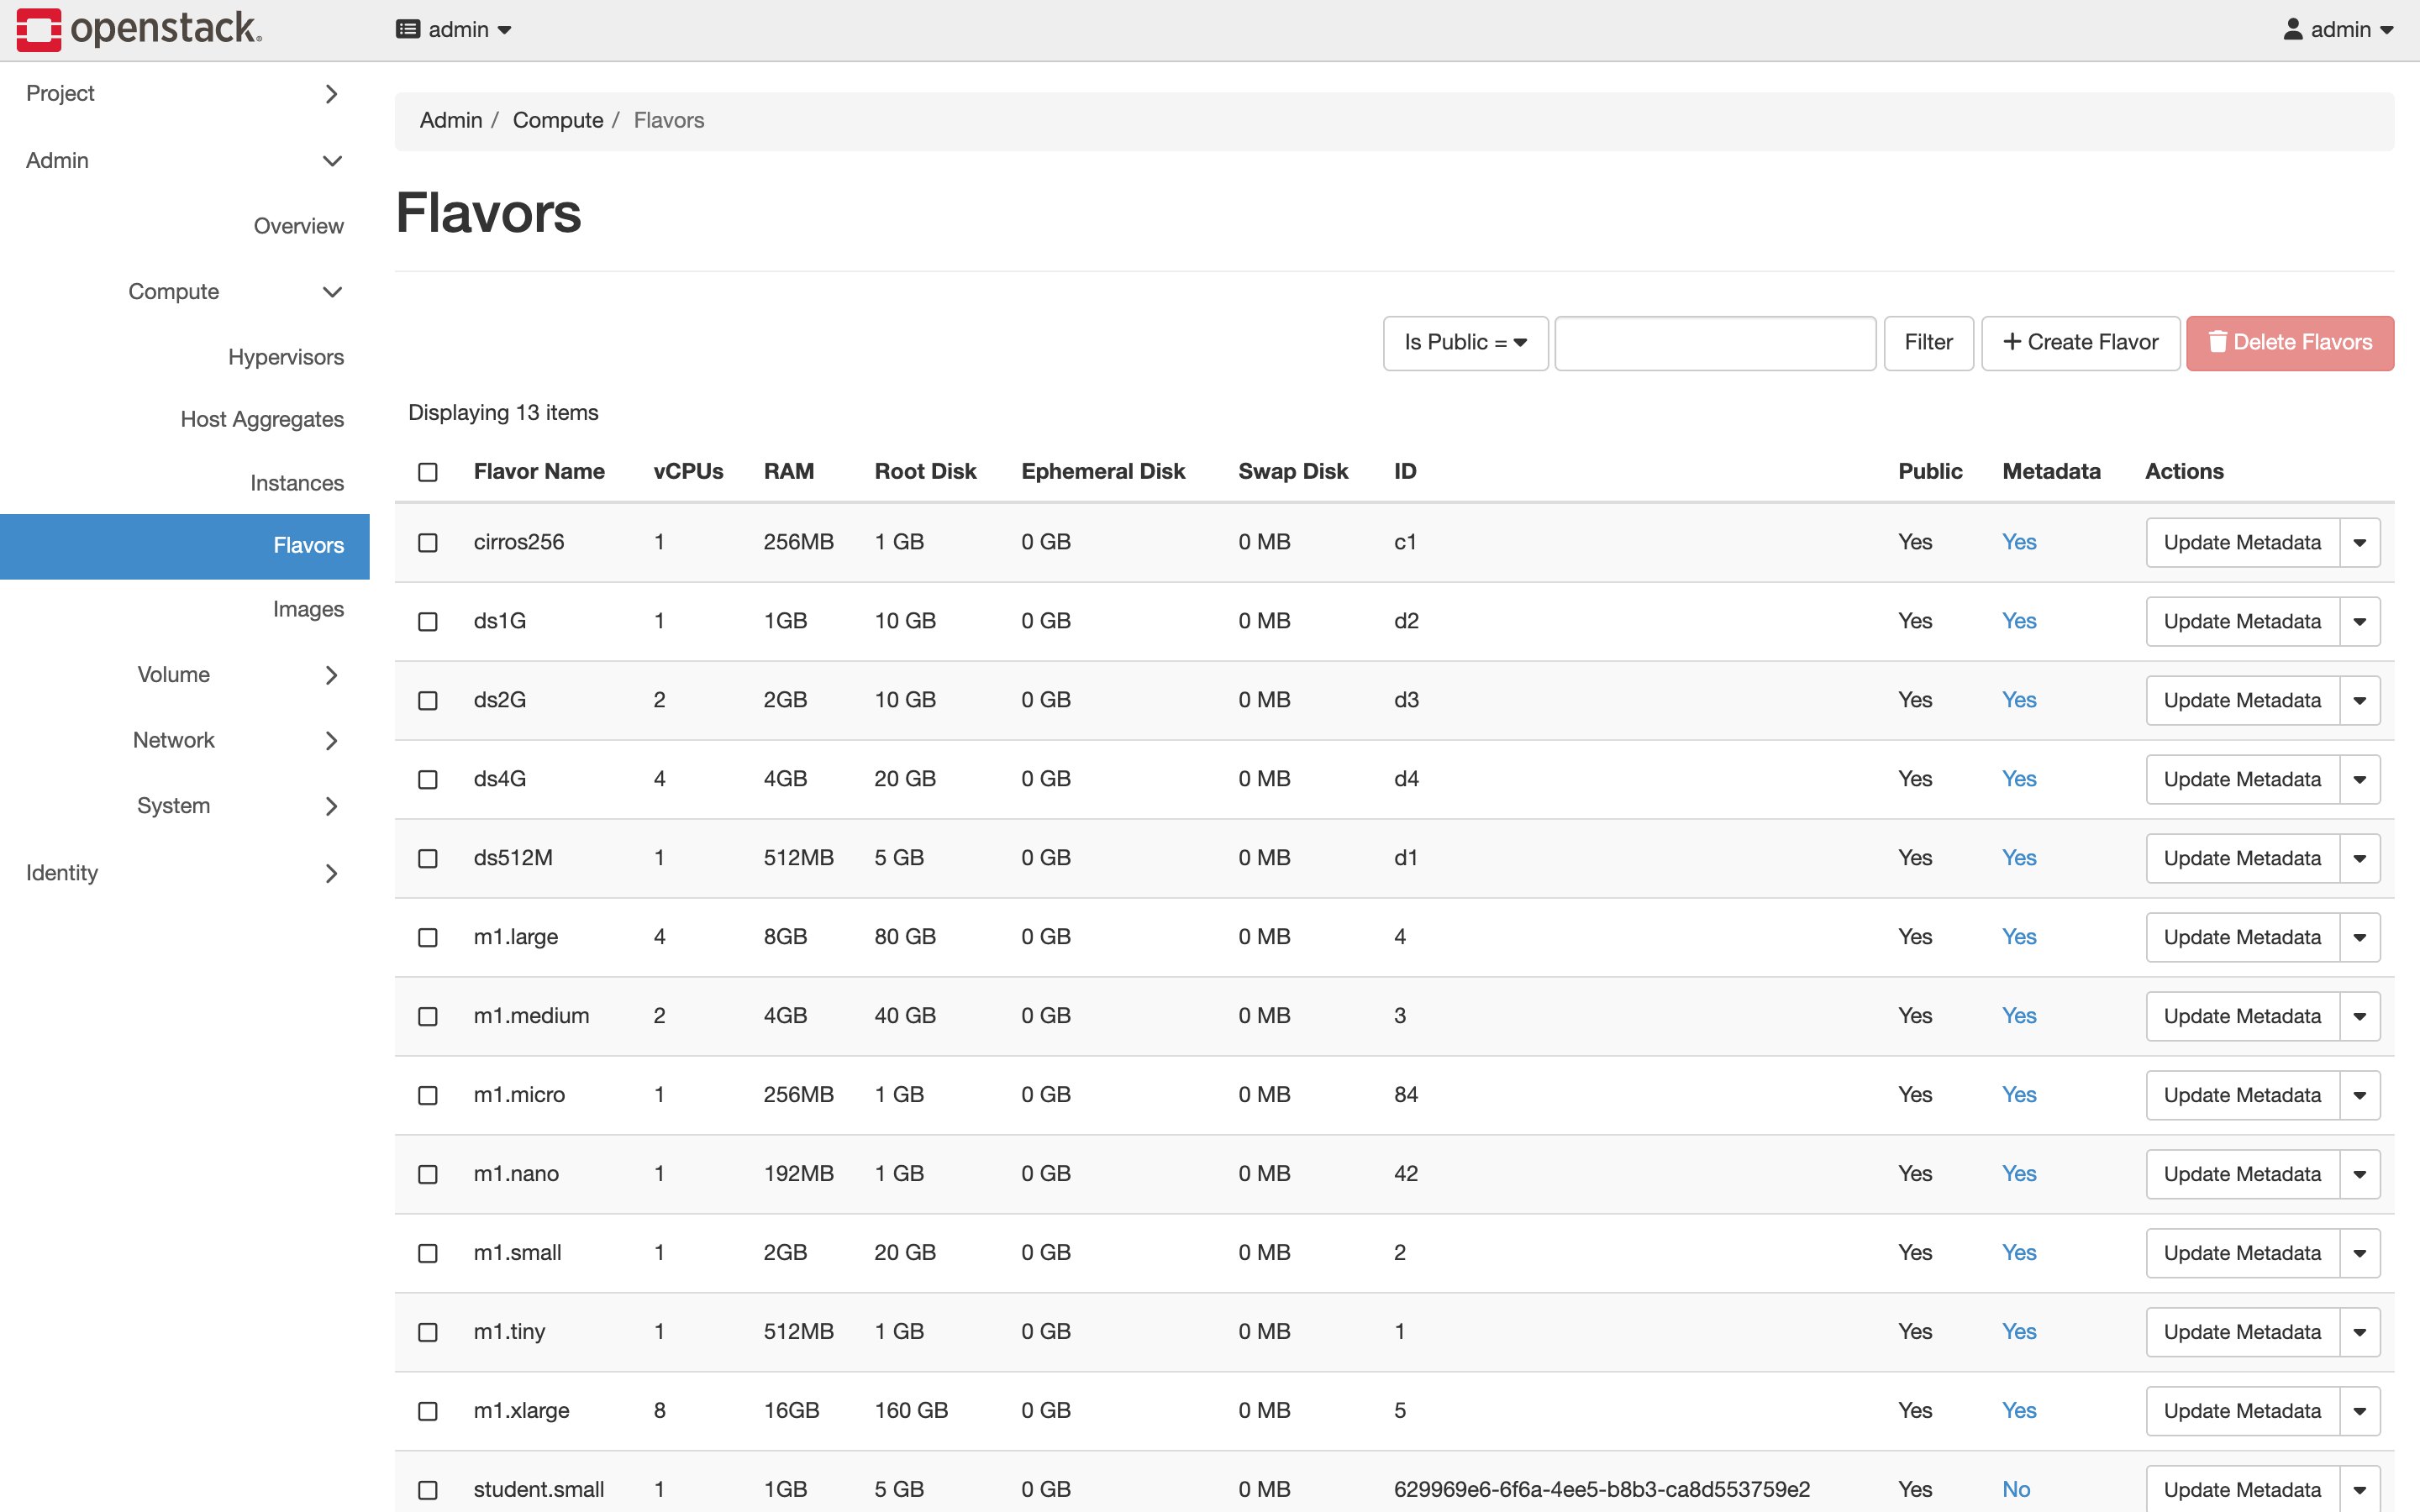 openstack.
admin
admin
Project
Admin
Overview
Compute
Hypervisors
Host Aggregates
Instances
Flavors
Images
Volume
Network
System
Identity
Admin / Compute / Flavors
Flavors
Is Public = Filter + Create Flavor Delete Flavors
Displaying 13 items
Flavor Name vCPUs RAM Root Disk Ephemeral Disk Swap Disk ID Public Metadata Actions
cirros256 1 256MB 1 GB 0 GB 0 MB c1 Yes Yes Update Metadata
ds1G 1 1GB 10 GB 0 GB 0 MB d2 Yes Yes Update Metadata
ds2G 2 2GB 10 GB 0 GB 0 MB d3 Yes Yes Update Metadata
ds4G 4 4GB 20 GB 0 GB 0 MB d4 Yes Yes Update Metadata
ds512M 1 512MB 5 GB 0 GB 0 MB d1 Yes Yes Update Metadata
m1.large 4 8GB 80 GB 0 GB 0 MB 4 Yes Yes Update Metadata
m1.medium 2 4GB 40 GB 0 GB 0 MB 3 Yes Yes Update Metadata
m1.micro 1 256MB 1 GB 0 GB 0 MB 84 Yes Yes Update Metadata
m1.nano 1 192MB 1 GB 0 GB 0 MB 42 Yes Yes Update Metadata
m1.small 1 2GB 20 GB 0 GB 0 MB 2 Yes Yes Update Metadata
m1.tiny 1 512MB 1 GB 0 GB 0 MB 1 Yes Yes Update Metadata
m1.xlarge 8 16GB 160 GB 0 GB 0 MB 5 Yes Yes Update Metadata
student.small 1 1GB 5 GB 0 GB 0 MB 629969e6-6f6a-4ee5-b8b3-ca8d553759e2 Yes No Update Metadata